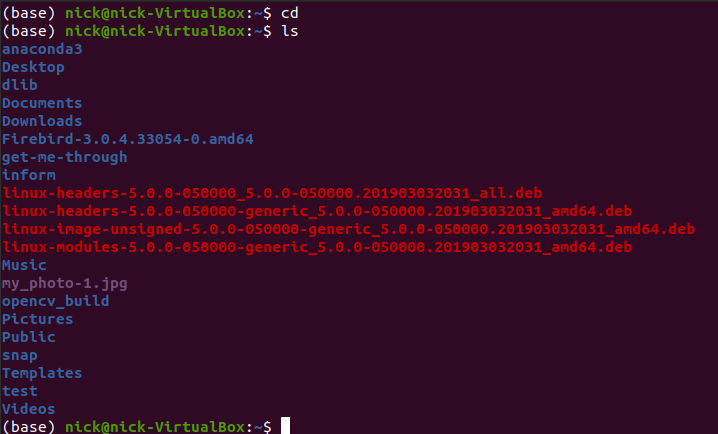 (base) nick@nick-VirtualBox:~$ cd
(base) nick@nick-VirtualBox:~$ ls
anaconda3
Desktop
dlib
Documents
Downloads
Firebird-3.0.4.33054-0.amd64
get-me-through
inform
linux-headers-5.0.0-050000_5.0.0-050000.201903032031_all.deb
linux-headers-5.0.0-050000-generic_5.0.0-050000.201903032031_amd64.deb
linux-image-unsigned-5.0.0-050000-generic_5.0.0-050000.201903032031_amd64.deb
linux-modules-5.0.0-050000-generic_5.0.0-050000.201903032031_amd64.deb
Music
my_photo-1.jpg
opencv_build
Pictures
Public
snap
Templates
test
Videos
(base) nick@nick-VirtualBox:~$